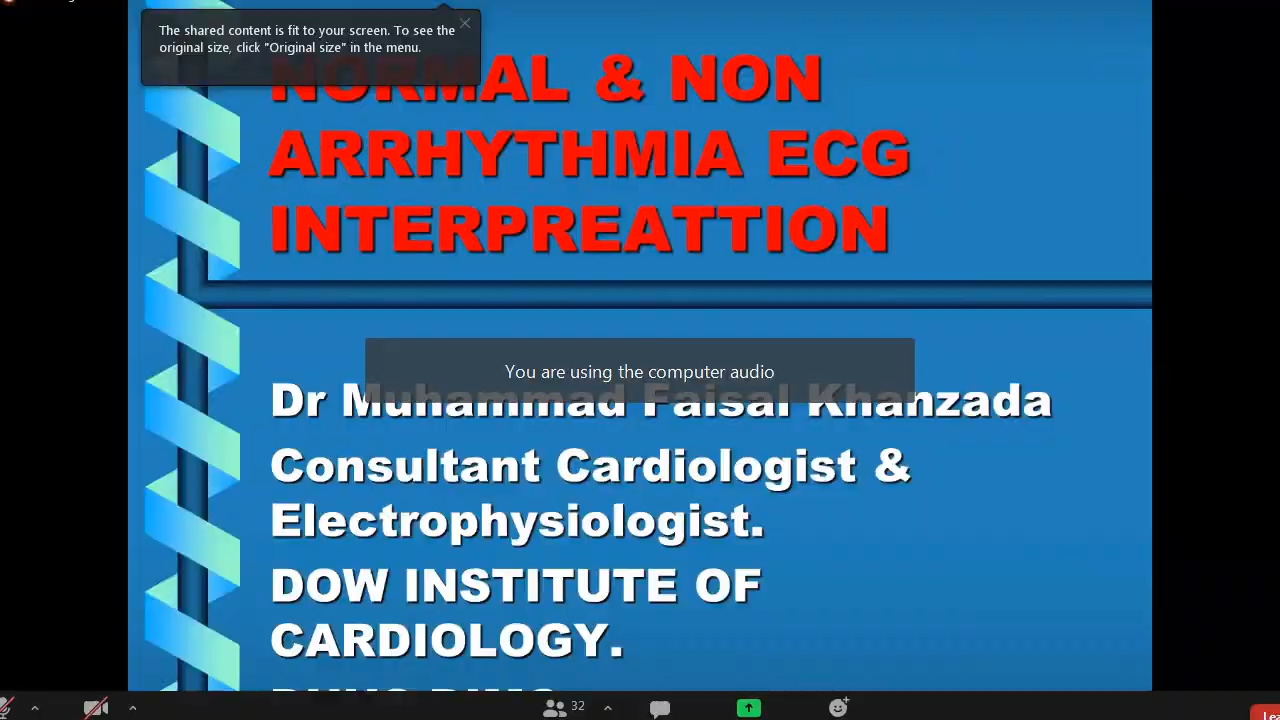 The shared content is fit to your screen. To see the
original size, click "Original size" in the menu.
NORMAL & NON
ARRHYTHMIA ECG
INTERPREATTION
You are using the computer audio
Dr Muhammad Faisal Khanzada
Consultant Cardiologist &
Electrophysiologist.
DOW INSTITUTE OF
CARDIOLOGY.
32